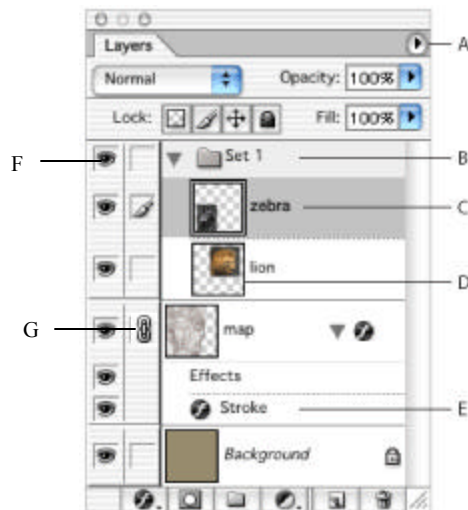 Layers
A
Normal Opacity: 100%
Lock: Fill: 100%
F Set 1 B
zebra C
lion D
G map
Effects
Stroke E
Background